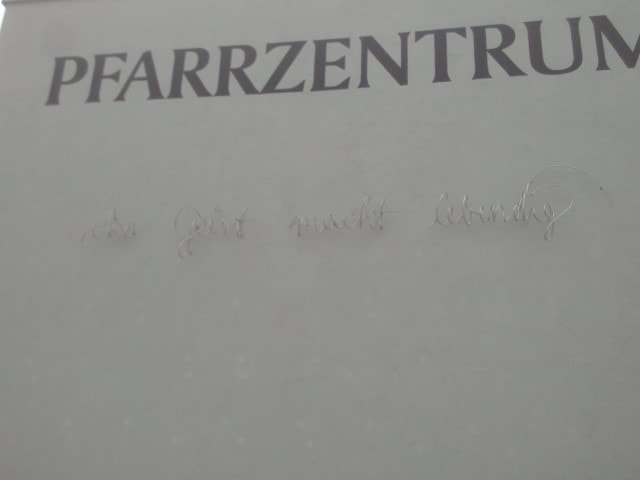 PFARRZENTRUM
der geist macht lebendig